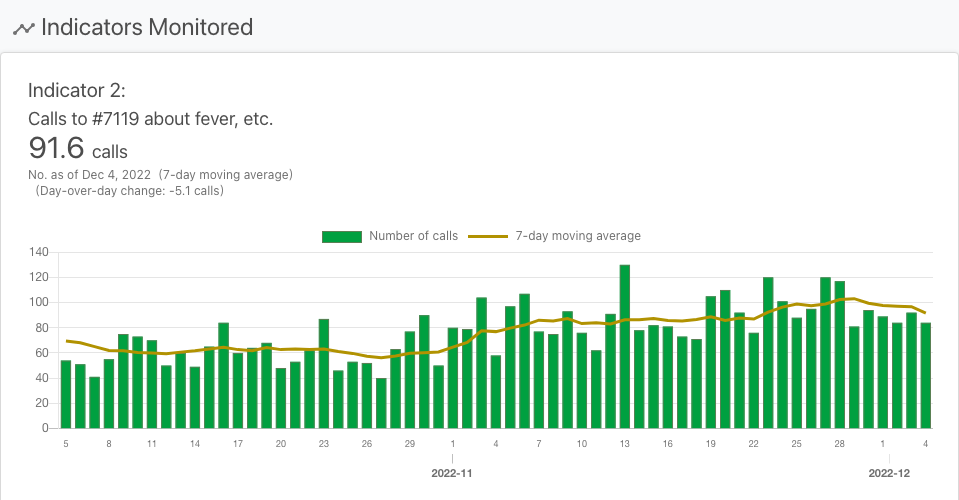 Indicators Monitored
Indicator 2:
Calls to #7119 about fever, etc.
91.6 calls
No. as of Dec 4, 2022 (7-day moving average)
(Day-over-day change: -5.1 calls)
Number of calls 7-day moving average
140
120
100
80
60
40
20
0
5 8 11 14 17 20 23 26 29 1 4 7 10 13 16 19 22 25 28 1 4
2022-11 2022-12